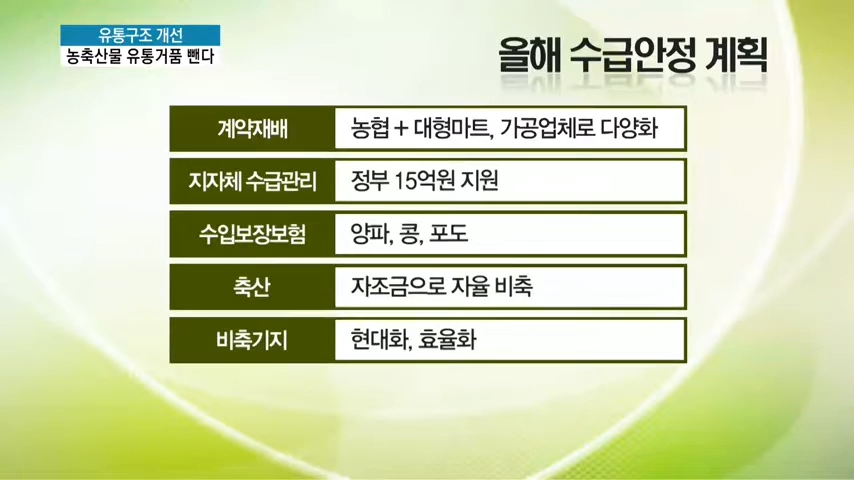 유통구조 개선
농축산물 유통거품 뺀다
올해 수급안정 계획
계약재배 농협 + 대형마트, 가공업체로 다양화
지자체 수급관리 정부 15억원 지원
수입보장보험 양파, 콩, 포도
축산 자조금으로 자율 비축
비축기지 현대화, 효율화